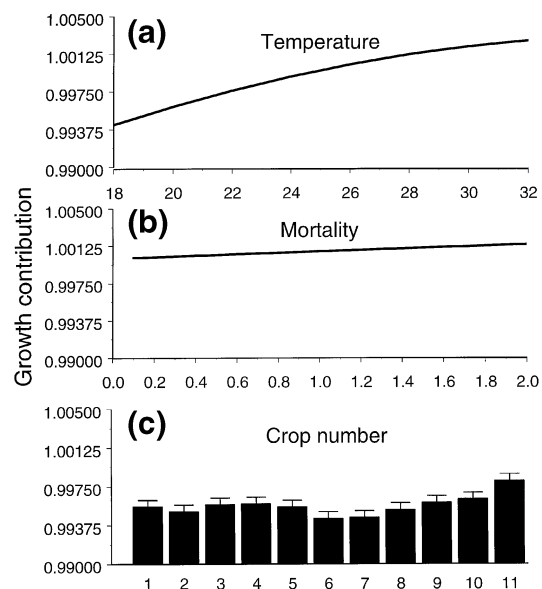 Growth contribution
(a)
Temperature
1.00500
1.00125
0.99750
0.99375
0.99000
18 20 22 24 26 28 30 32
(b)
Mortality
1.00500
1.00125
0.99750
0.99375
0.99000
0.0 0.2 0.4 0.6 0.8 1.0 1.2 1.4 1.6 1.8 2.0
(c)
Crop number
1.00500
1.00125
0.99750
0.99375
0.99000
1 2 3 4 5 6 7 8 9 10 11